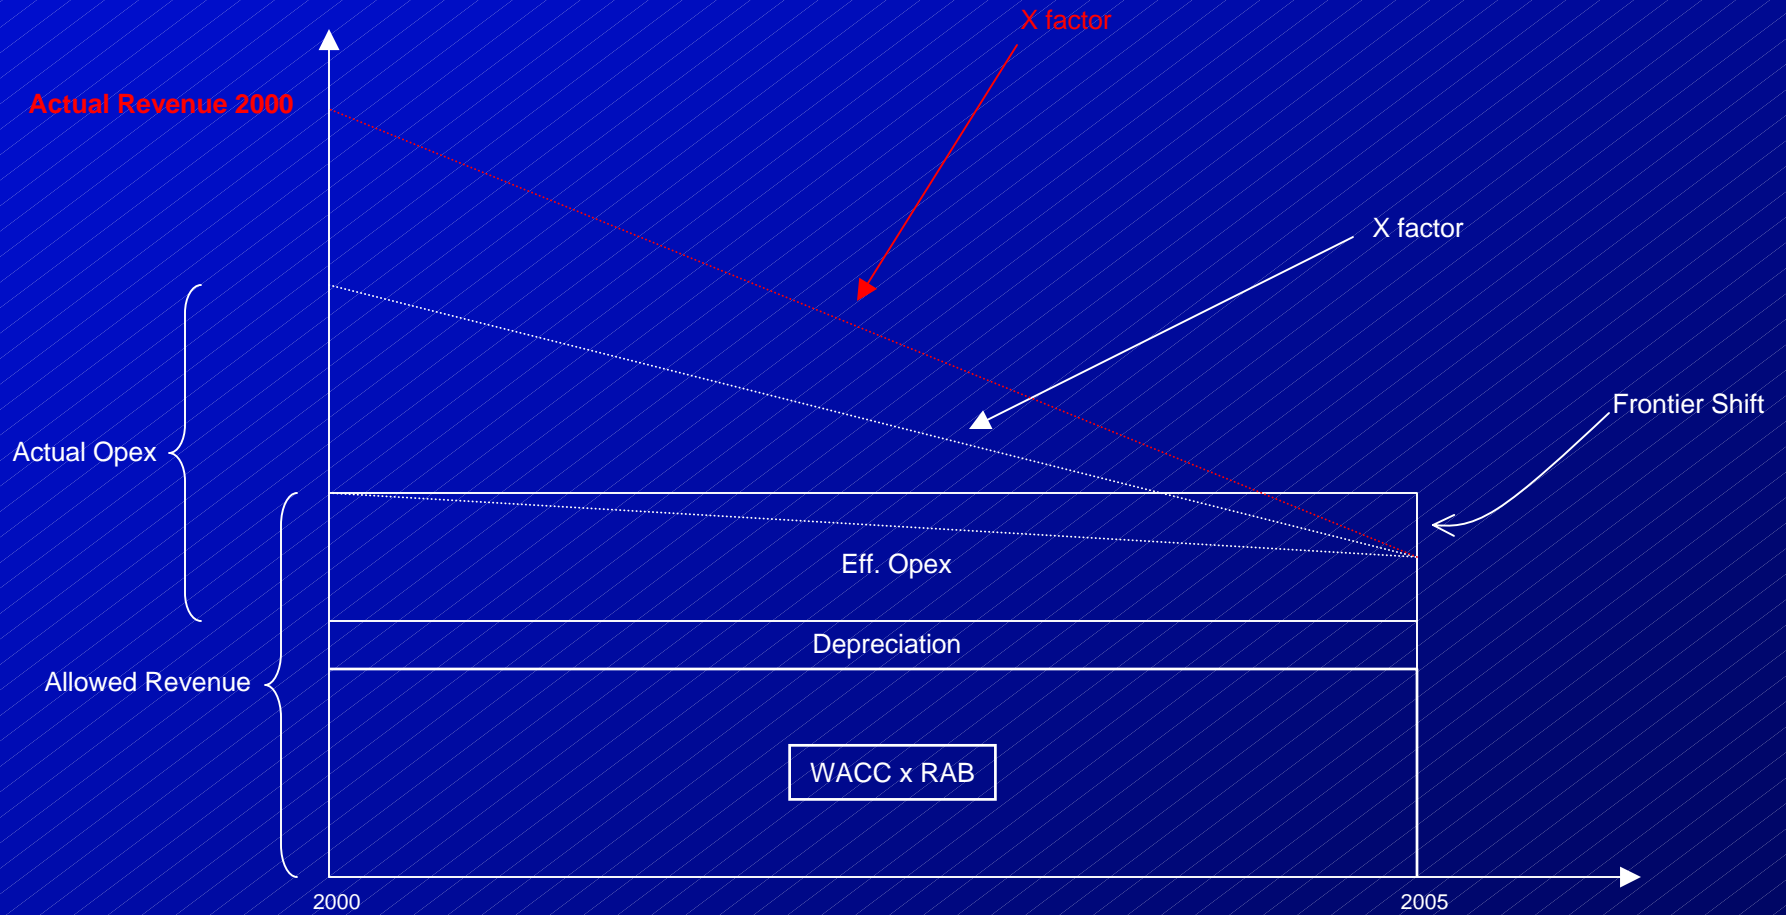 X factor
Actual Revenue 2000
X factor
Frontier Shift
Actual Opex
Eff. Opex
Depreciation
Allowed Revenue
WACC x RAB
2000
2005